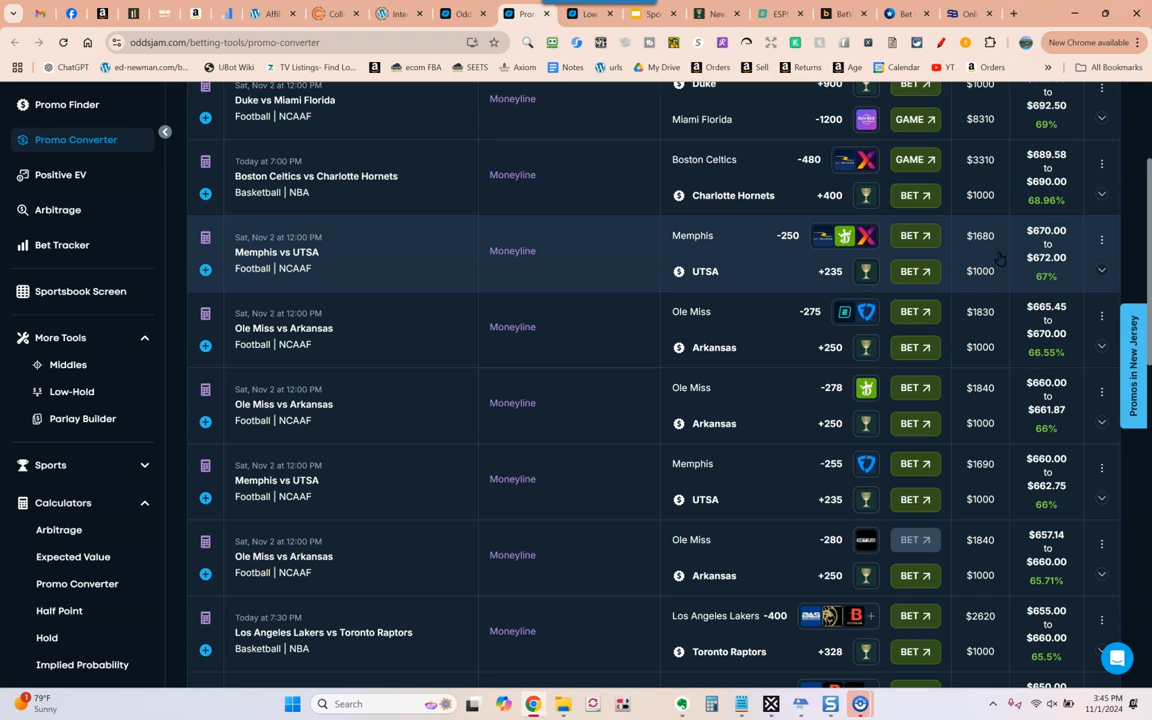 Affil
Colle
Inter
Oddsj
Pron
Low
Spor
New
ESPI
BetV
Bet
Onli
oddsjam.com/betting-tools/promo-converter
New Chrome available
ChatGPT
ed-newman.com/b...
UBot Wiki
TV Listings- Find Lo...
ecom FBA
SEETS
Axiom
Notes
urls
My Drive
Orders
Sell
Returns
Age
Calendar
YT
Orders
All Bookmarks
Promo Finder
Promo Converter
Positive EV
Arbitrage
Bet Tracker
Sportsbook Screen
More Tools
Middles
Low-Hold
Parlay Builder
Sports
Calculators
Arbitrage
Expected Value
Promo Converter
Half Point
Hold
Implied Probability
Sat, Nov 2 at 12:00 PM
Duke vs Miami Florida
Football | NCAAF
Moneyline
Duke +900 BET $1000
Miami Florida -1200 GAME $8310
$692.50
69%
Today at 7:00 PM
Boston Celtics vs Charlotte Hornets
Basketball | NBA
Moneyline
Boston Celtics -480 GAME $3310
Charlotte Hornets +400 BET $1000
$689.58
to
$690.00
68.96%
Sat, Nov 2 at 12:00 PM
Memphis vs UTSA
Football | NCAAF
Moneyline
Memphis -250 BET $1680
UTSA +235 BET $1000
$670.00
to
$672.00
67%
Sat, Nov 2 at 12:00 PM
Ole Miss vs Arkansas
Football | NCAAF
Moneyline
Ole Miss -275 BET $1830
Arkansas +250 BET $1000
$665.45
to
$670.00
66.55%
Sat, Nov 2 at 12:00 PM
Ole Miss vs Arkansas
Football | NCAAF
Moneyline
Ole Miss -278 BET $1840
Arkansas +250 BET $1000
$660.00
to
$661.87
66%
Sat, Nov 2 at 12:00 PM
Memphis vs UTSA
Football | NCAAF
Moneyline
Memphis -255 BET $1690
UTSA +235 BET $1000
$660.00
to
$662.75
66%
Sat, Nov 2 at 12:00 PM
Ole Miss vs Arkansas
Football | NCAAF
Moneyline
Ole Miss -280 BET $1840
Arkansas +250 BET $1000
$657.14
to
$660.00
65.71%
Today at 7:30 PM
Los Angeles Lakers vs Toronto Raptors
Basketball | NBA
Moneyline
Los Angeles Lakers -400 BET $2620
Toronto Raptors +328 BET $1000
$655.00
to
$660.00
65.5%
Promos in New Jersey
79°F
Sunny
Search
3:45 PM
11/1/2024